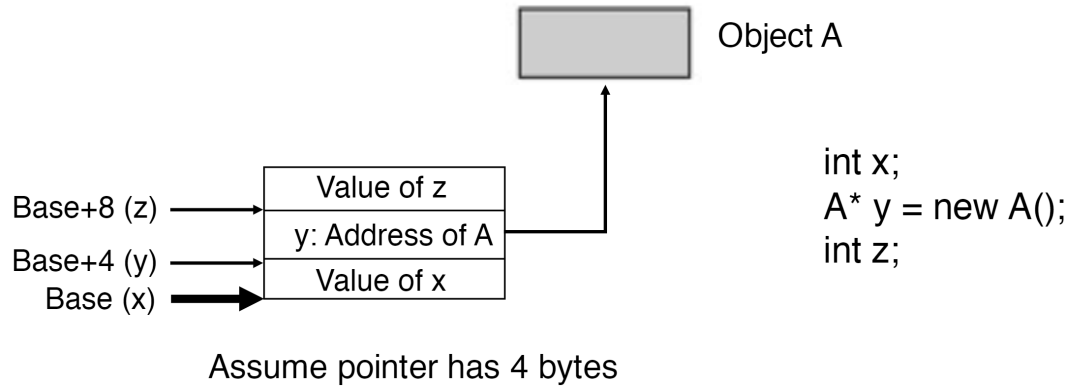 Object A
int x;
A* y = new A();
int z;
Value of z
Base+8 (z)
y: Address of A
Base+4 (y)
Value of x
Base (x)
Assume pointer has 4 bytes